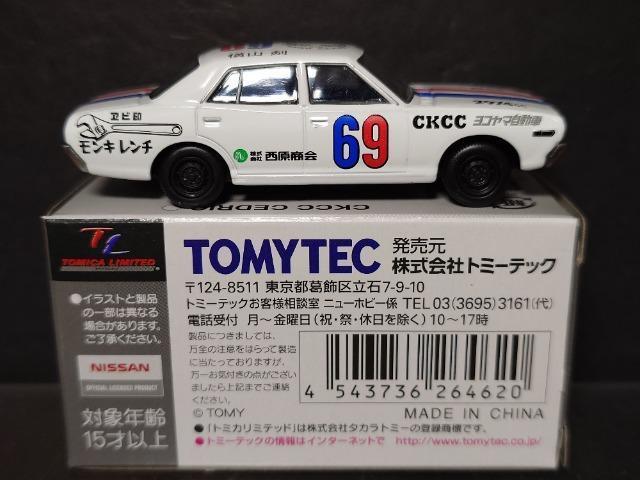 横山 剴
エビ印
モンキレンチ
株式会社 西原商会
69
CKCC ヨコヤマ自動車
CKCC CEDRIC
TL
TOMICA LIMITED
●イラストと製品
の一部は異なる
場合があります。
ご了承ください。
NISSAN
OFFICIAL LICENSED PRODUCT
対象年齢
15才以上
TOMYTEC 発売元 株式会社トミーテック
〒124-8511 東京都葛飾区立石7-9-10
トミーテックお客様相談室 ニューホビー係 TEL 03(3695)3161(代)
電話受付 月～金曜日(祝・祭・休日を除く)10～17時
製品につきましては、
万全の注意をはらって製造
に当たっておりますが、
万一お気付きの点がござい
ましたら上記までご連絡
ください。
4 543736 264620
© TOMY MADE IN CHINA
●「トミカリミテッド」は株式会社タカラトミーの登録商標です。
●トミーテックの情報はインターネットで http://www.tomytec.co.jp/